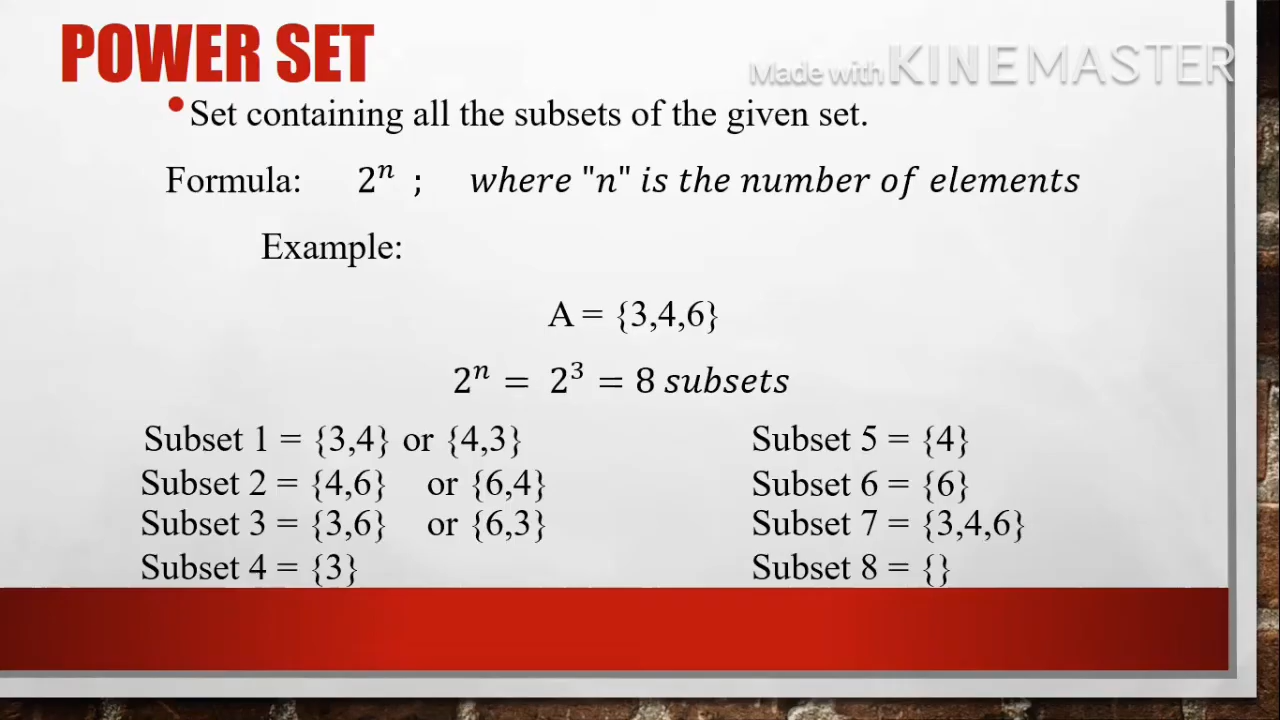 POWER SET
Made with KINEMASTER
•Set containing all the subsets of the given set.
Formula: 2ⁿ ; where "n" is the number of elements
Example:
A = {3,4,6}
2ⁿ = 2³ = 8 subsets
Subset 1 = {3,4} or {4,3}
Subset 2 = {4,6} or {6,4}
Subset 3 = {3,6} or {6,3}
Subset 4 = {3}
Subset 5 = {4}
Subset 6 = {6}
Subset 7 = {3,4,6}
Subset 8 = {}